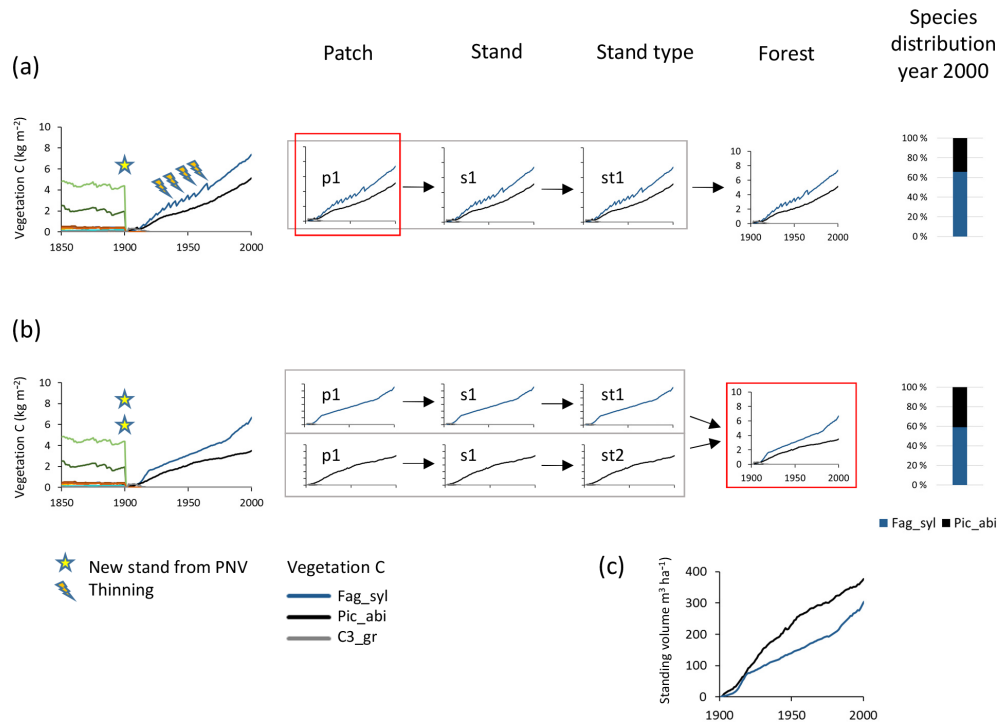 Species
distribution
year 2000
Patch
Stand
Stand type
Forest
(a)
Vegetation C (kg m⁻²)
10
8
6
4
2
0
1850
1900
1950
2000
p1
s1
st1
10
8
6
4
2
0
1900
1950
2000
100 %
80 %
60 %
40 %
20 %
0 %
(b)
Vegetation C (kg m⁻²)
10
8
6
4
2
0
1850
1900
1950
2000
p1
s1
st1
p1
s1
st2
10
8
6
4
2
0
1900
1950
2000
100 %
80 %
60 %
40 %
20 %
0 %
Fag_syl
Pic_abi
New stand from PNV
Thinning
Vegetation C
Fag_syl
Pic_abi
C3_gr
(c)
Standing volume m³ ha⁻¹
400
300
200
100
0
1900
1950
2000